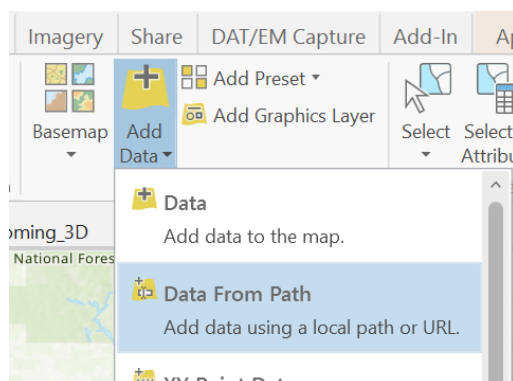 Imagery Share DAT/EM Capture Add-In
Add Preset
Add Graphics Layer
Basemap Add Data Select Select
Data
Add data to the map.
oming_3D
National Fores
Data From Path
Add data using a local path or URL.